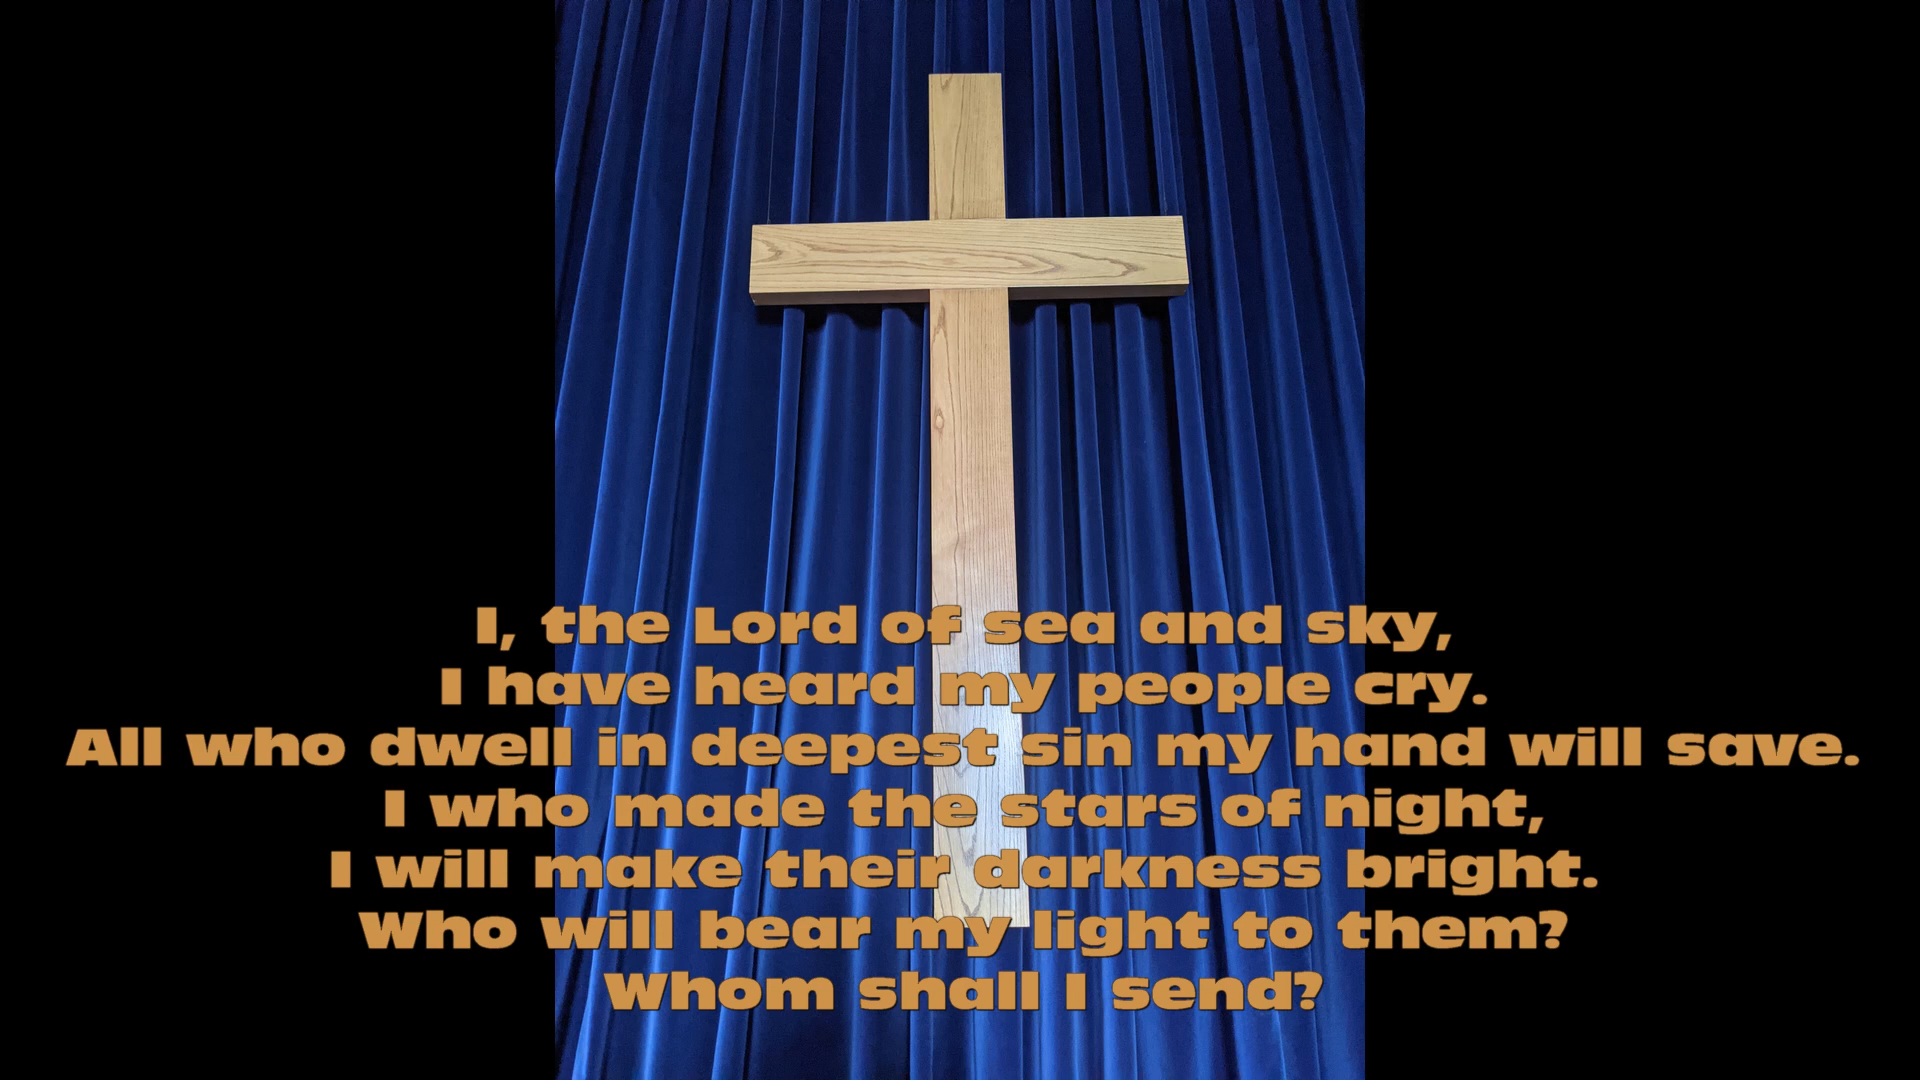 I, the Lord of sea and sky,
I have heard my people cry.
All who dwell in deepest sin my hand will save.
I who made the stars of night,
I will make their darkness bright.
Who will bear my light to them?
Whom shall I send?